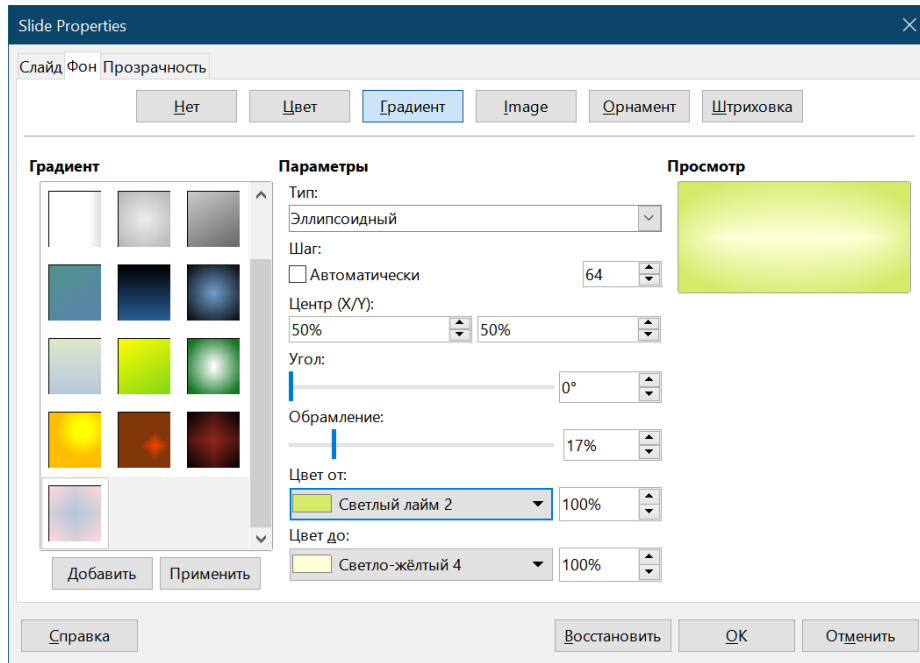 Slide Properties
Слайд Фон Прозрачность
Нет Цвет Градиент Image Орнамент Штриховка
Градиент
Параметры
Тип:
Эллипсоидный
Шаг:
Автоматически 64
Центр (X/Y):
50% 50%
Угол:
0°
Обрамление:
17%
Цвет от:
Светлый лайм 2 100%
Цвет до:
Светло-жёлтый 4 100%
Просмотр
Добавить Применить
Справка Восстановить OK Отменить